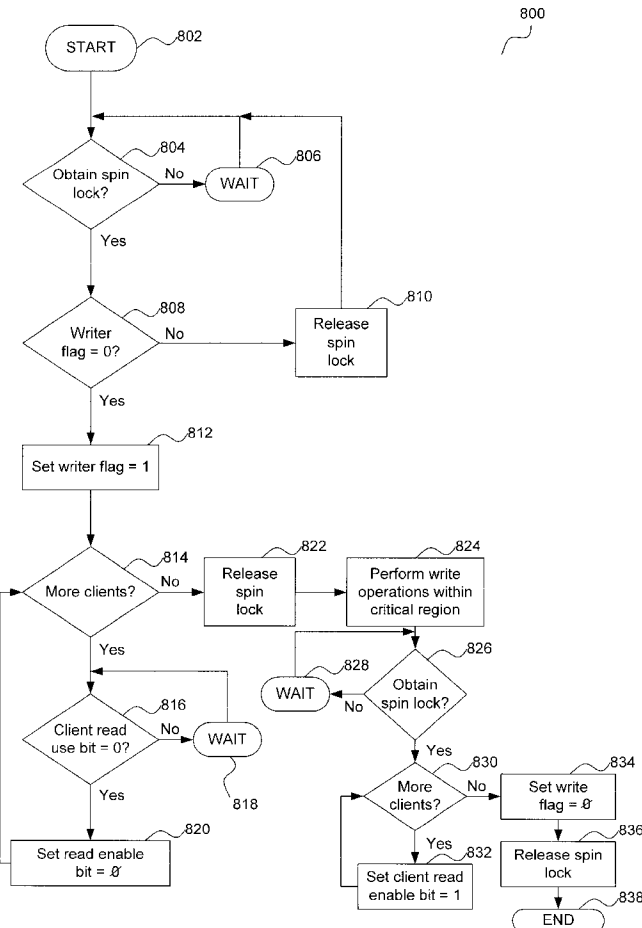 800
START
802
Obtain spin
lock?
804
No
WAIT
806
Yes
Writer
flag = 0?
808
No
Release
spin
lock
810
Yes
Set writer flag = 1
812
More clients?
814
No
Release
spin
lock
822
Perform write
operations within
critical region
824
Yes
Client read
use bit = 0?
816
No
WAIT
818
Yes
Set read enable
bit = 0
820
Obtain
spin lock?
826
No
WAIT
828
Yes
More
clients?
830
No
Yes
Set client read
enable bit = 1
832
Set write
flag = 0
834
Release spin
lock
836
END
838